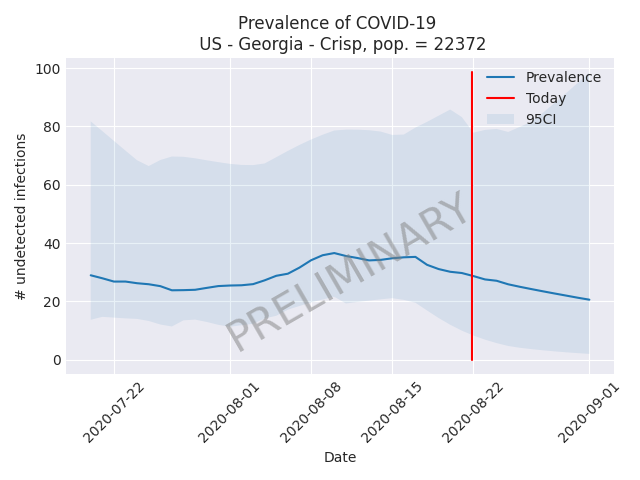 Prevalence of COVID-19
US - Georgia - Crisp, pop. = 22372
100
80
60
40
20
0
# undetected infections
Prevalence
Today
95CI
PRELIMINARY
2020-07-22
2020-08-01
2020-08-08
2020-08-15
2020-08-22
2020-09-01
Date